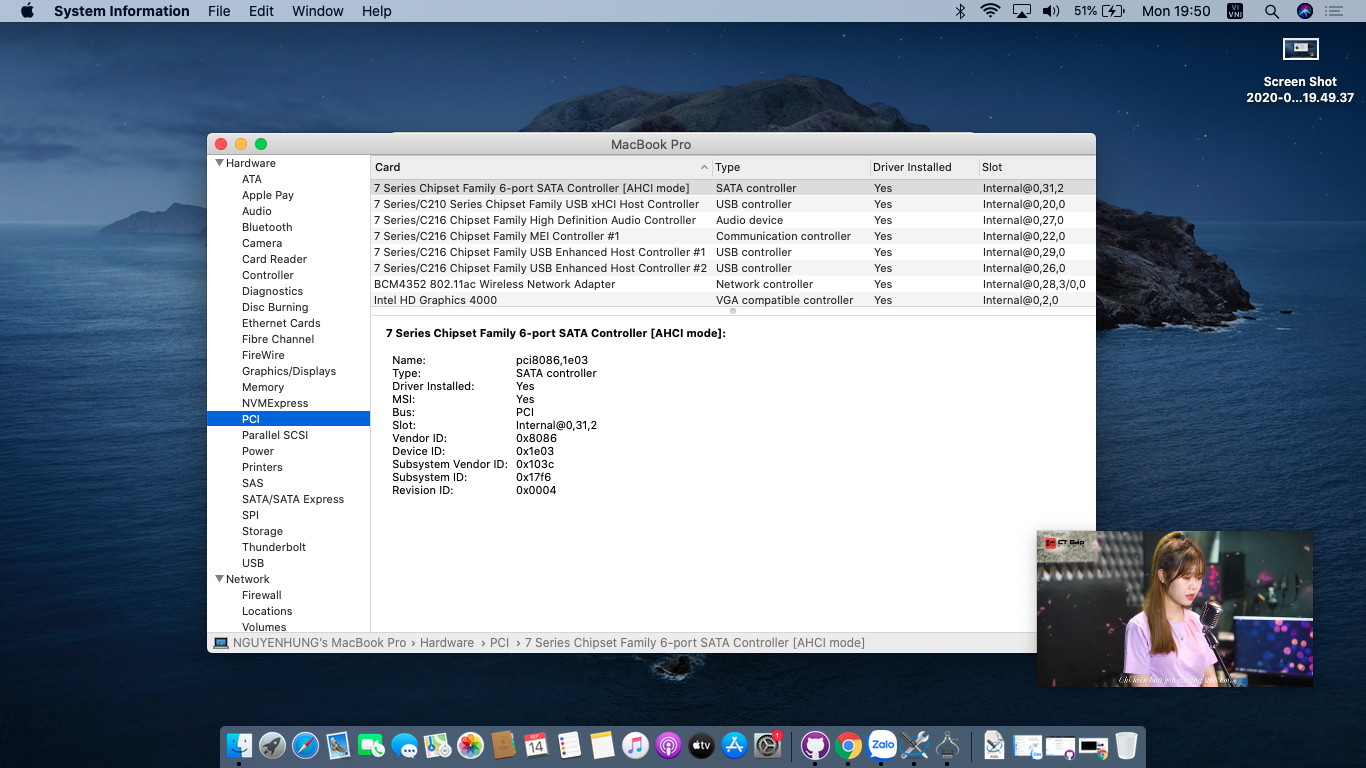 System Information File Edit Window Help
51% Mon 19:50 VI VNI
Screen Shot
2020-0...19.49.37
MacBook Pro
Hardware
ATA
Apple Pay
Audio
Bluetooth
Camera
Card Reader
Controller
Diagnostics
Disc Burning
Ethernet Cards
Fibre Channel
FireWire
Graphics/Displays
Memory
NVMExpress
PCI
Parallel SCSI
Power
Printers
SAS
SATA/SATA Express
SPI
Storage
Thunderbolt
USB
Network
Firewall
Locations
Volumes
Card Type Driver Installed Slot
7 Series Chipset Family 6-port SATA Controller [AHCI mode] SATA controller Yes Internal@0,31,2
7 Series/C210 Series Chipset Family USB xHCI Host Controller USB controller Yes Internal@0,20,0
7 Series/C216 Chipset Family High Definition Audio Controller Audio device Yes Internal@0,27,0
7 Series/C216 Chipset Family MEI Controller #1 Communication controller Yes Internal@0,22,0
7 Series/C216 Chipset Family USB Enhanced Host Controller #1 USB controller Yes Internal@0,29,0
7 Series/C216 Chipset Family USB Enhanced Host Controller #2 USB controller Yes Internal@0,26,0
BCM4352 802.11ac Wireless Network Adapter Network controller Yes Internal@0,28,3/0,0
Intel HD Graphics 4000 VGA compatible controller Yes Internal@0,2,0
7 Series Chipset Family 6-port SATA Controller [AHCI mode]:
Name: pci8086,1e03
Type: SATA controller
Driver Installed: Yes
MSI: Yes
Bus: PCI
Slot: Internal@0,31,2
Vendor ID: 0x8086
Device ID: 0x1e03
Subsystem Vendor ID: 0x103c
Subsystem ID: 0x17f6
Revision ID: 0x0004
NGUYENHUNG's MacBook Pro › Hardware › PCI › 7 Series Chipset Family 6-port SATA Controller [AHCI mode]
SEP
14
tv
Zalo
1